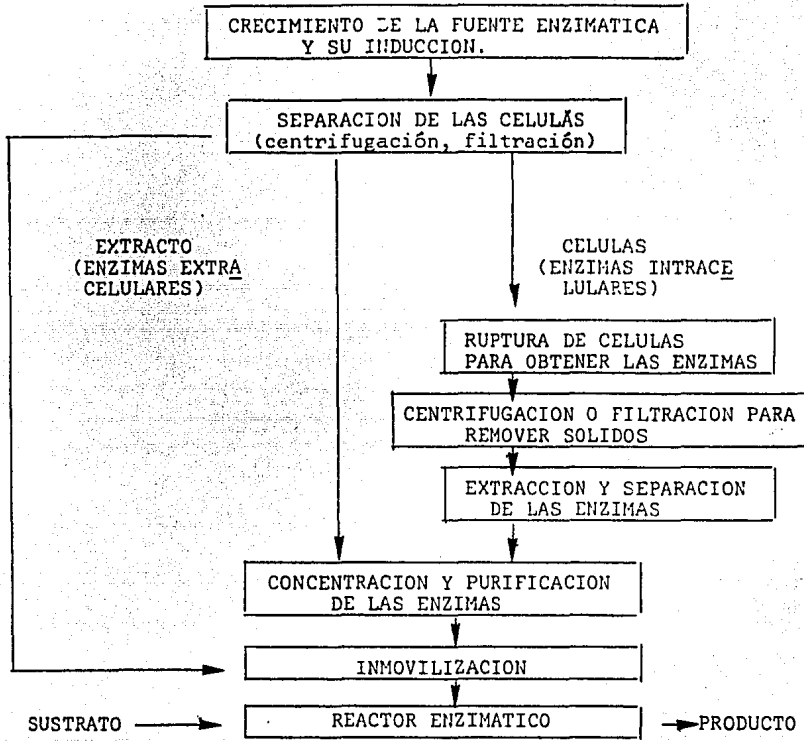 CRECIMIENTO DE LA FUENTE ENZIMATICA
Y SU INDUCCION.
SEPARACION DE LAS CELULAS
(centrifugación, filtración)
EXTRACTO
(ENZIMAS EXTRA
CELULARES)
CELULAS
(ENZIMAS INTRACE
LULARES)
RUPTURA DE CELULAS
PARA OBTENER LAS ENZIMAS
CENTRIFUGACION O FILTRACION PARA
REMOVER SOLIDOS
EXTRACCION Y SEPARACION
DE LAS ENZIMAS
CONCENTRACION Y PURIFICACION
DE LAS ENZIMAS
INMOVILIZACION
SUSTRATO
REACTOR ENZIMATICO
PRODUCTO